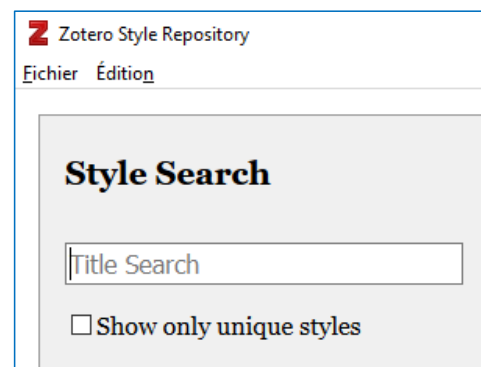 Zotero Style Repository
Fichier Édition
Style Search
Title Search
Show only unique styles